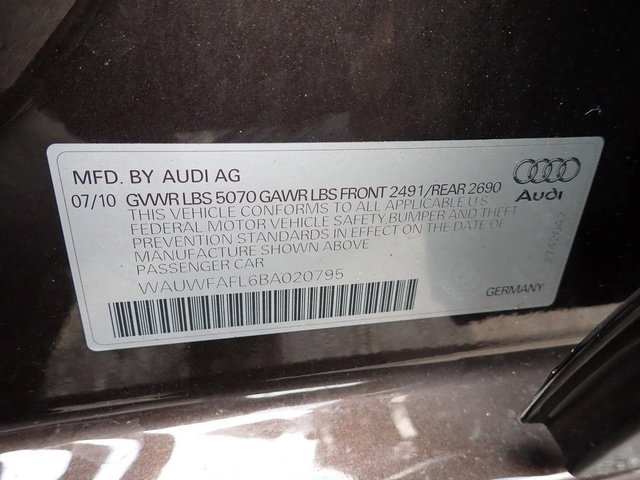 MFD. BY AUDI AG
07/10 GVWR LBS 5070 GAWR LBS FRONT 2491/REAR 2690
THIS VEHICLE CONFORMS TO ALL APPLICABLE U S
FEDERAL MOTOR VEHICLE SAFETY,BUMPER AND THEFT
PREVENTION STANDARDS IN EFFECT ON THE DATE OF
MANUFACTURE SHOWN ABOVE
PASSENGER CAR
WAUWFAFL6BA020795
Audi
GERMANY